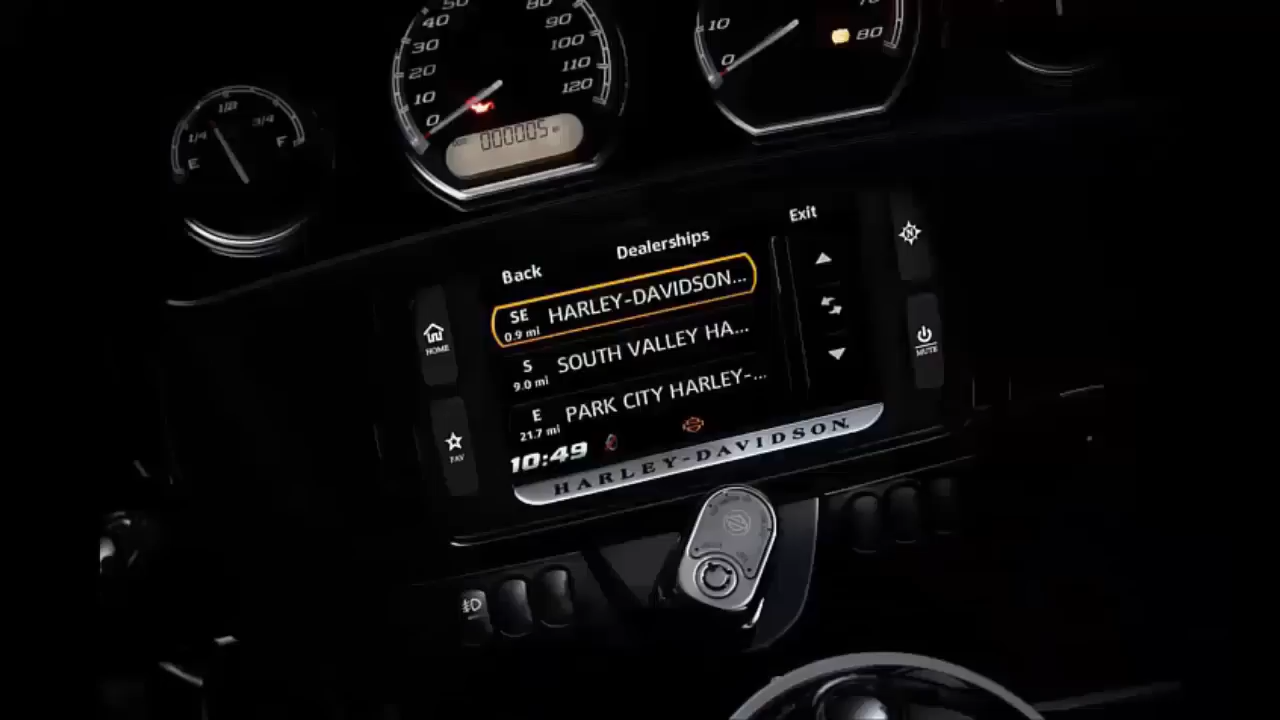 50
80
40
90
30
100
20
110
10
120
0
000005
1/4
1/2
3/4
E
F
10
0
70
80
Exit
Dealerships
Back
SE HARLEY-DAVIDSON...
0.9 mi
S SOUTH VALLEY HA...
9.0 mi
E PARK CITY HARLEY-...
21.7 mi
10:49
HARLEY-DAVIDSON
HOME
FAV
N
MUTE